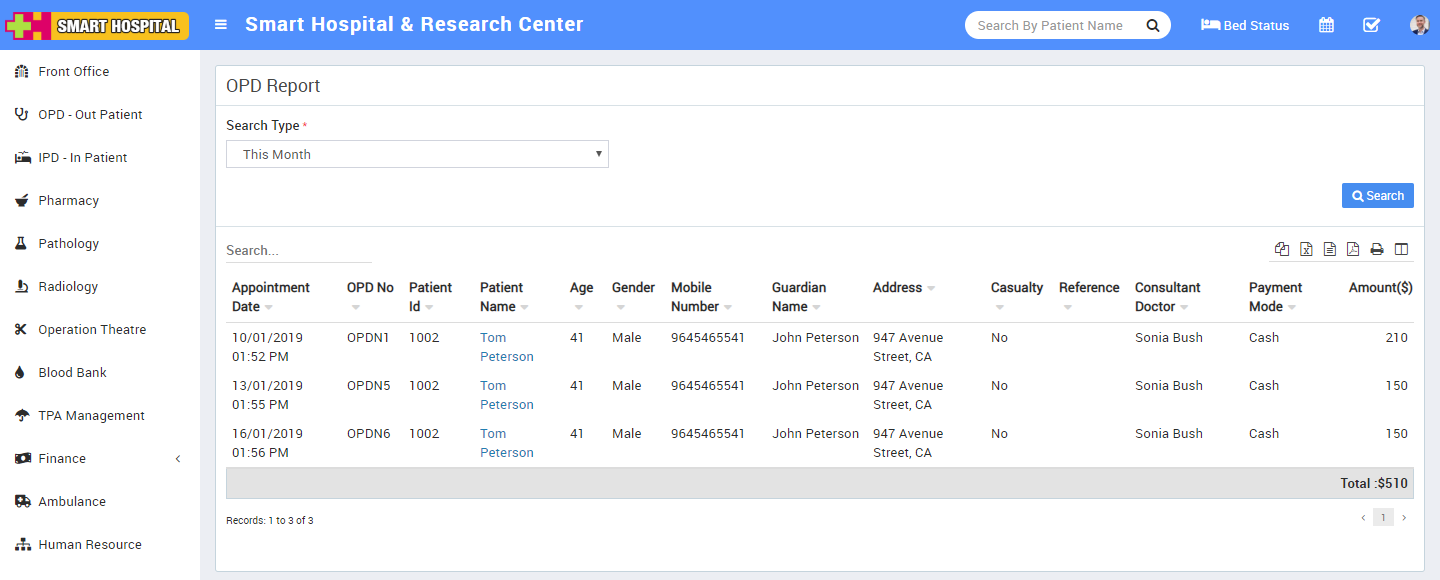 SMART HOSPITAL
Smart Hospital & Research Center
Search By Patient Name
Bed Status
Front Office
OPD - Out Patient
IPD - In Patient
Pharmacy
Pathology
Radiology
Operation Theatre
Blood Bank
TPA Management
Finance
Ambulance
Human Resource
OPD Report
Search Type *
This Month
Search
Search...
Appointment Date OPD No Patient Id Patient Name Age Gender Mobile Number Guardian Name Address Casualty Reference Consultant Doctor Payment Mode Amount($)
10/01/2019 OPDN1 1002 Tom 41 Male 9645465541 John Peterson 947 Avenue No Sonia Bush Cash 210
01:52 PM Peterson Street, CA
13/01/2019 OPDN5 1002 Tom 41 Male 9645465541 John Peterson 947 Avenue No Sonia Bush Cash 150
01:55 PM Peterson Street, CA
16/01/2019 OPDN6 1002 Tom 41 Male 9645465541 John Peterson 947 Avenue No Sonia Bush Cash 150
01:56 PM Peterson Street, CA
Total :$510
Records: 1 to 3 of 3
‹ 1 ›